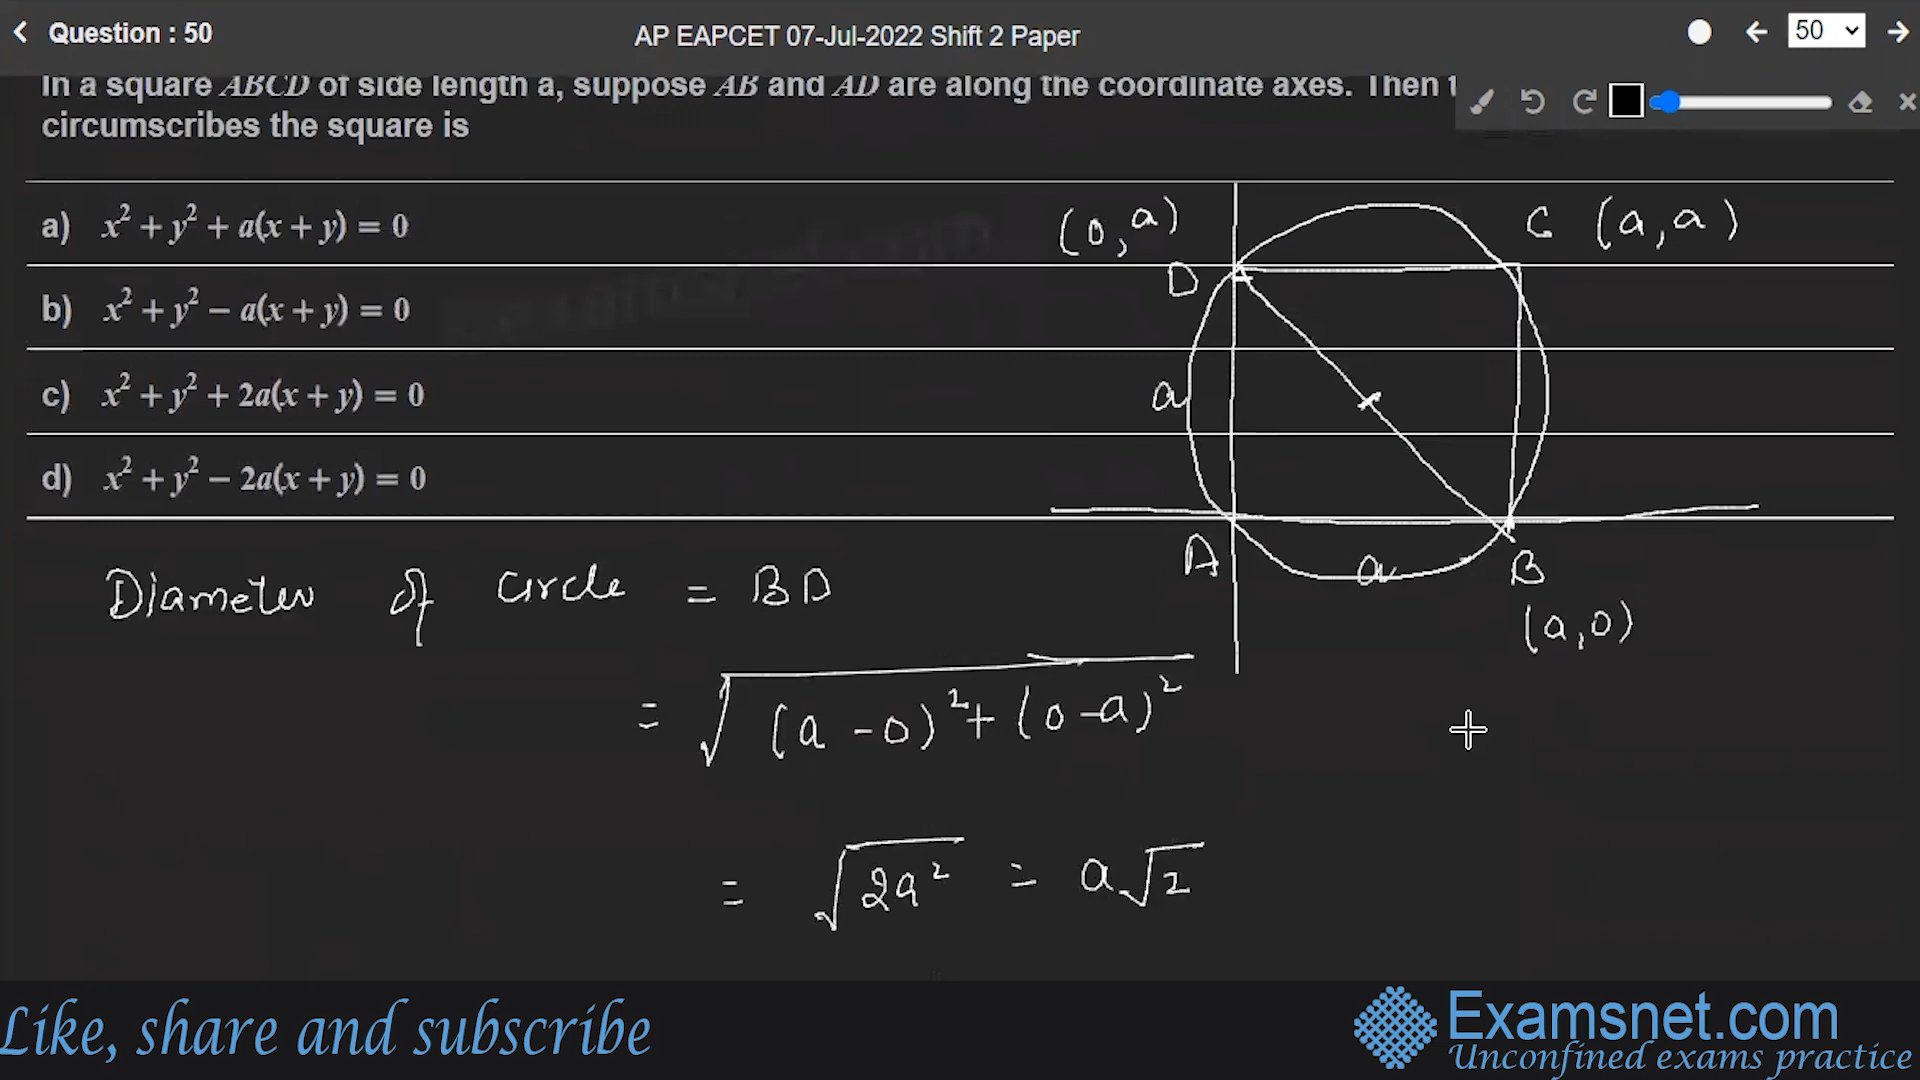 Question : 50
AP EAPCET 07-Jul-2022 Shift 2 Paper
50
In a square ABCD of side length a, suppose AB and AD are along the coordinate axes. Then
circumscribes the square is
a) x² + y² + a(x + y) = 0
b) x² + y² − a(x + y) = 0
c) x² + y² + 2a(x + y) = 0
d) x² + y² − 2a(x + y) = 0
(0,a)
C (a,a)
D
a
A
a
B
(a,0)
Diameter of circle = BD
= √((a-0)²+(0-a)²)
= √(2a²) = a√2
Like, share and subscribe
Examsnet.com
Unconfined exams practice